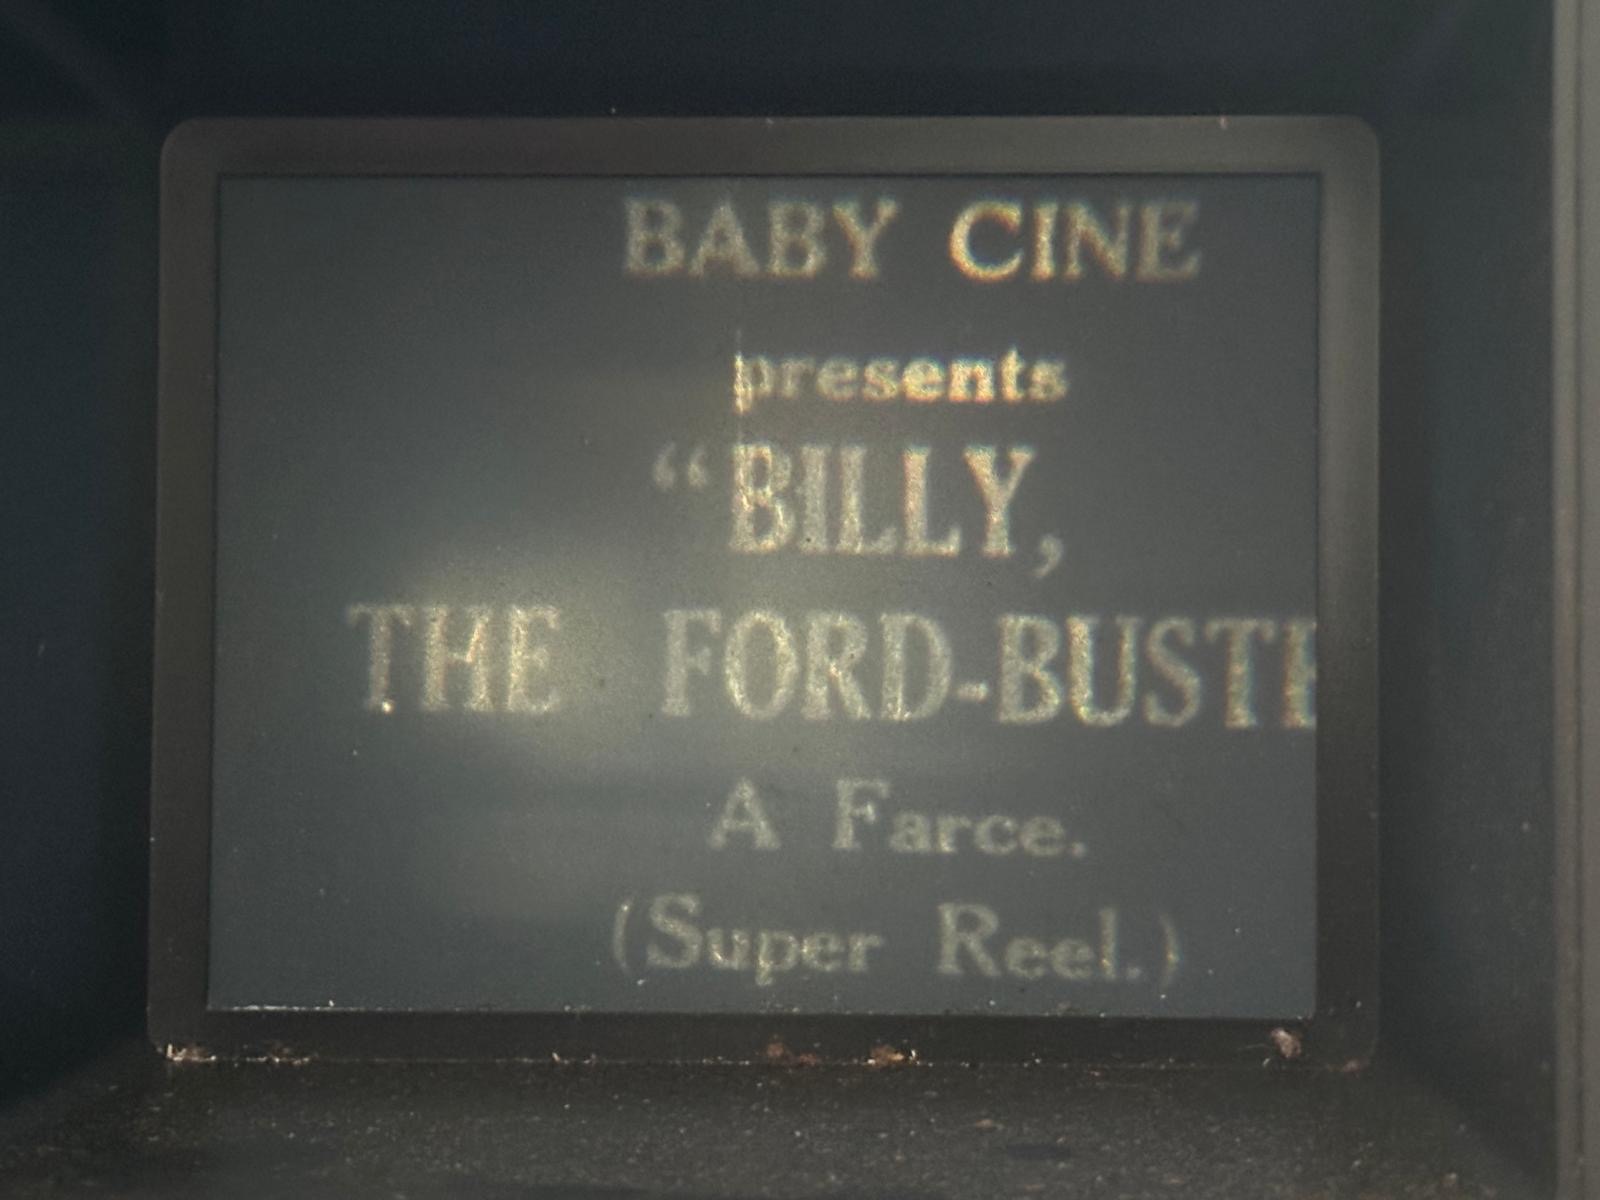 BABY CINE
presents
“BILLY,
THE FORD-BUSTE
A Farce.
(Super Reel.)